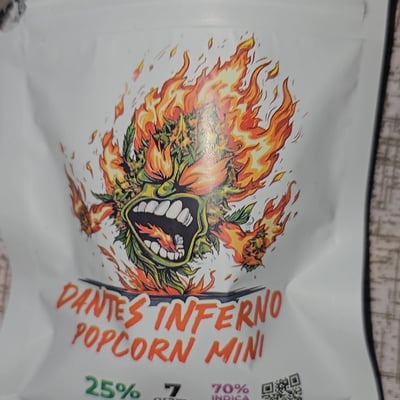 DANTES INFERNO
POPCORN MINI
25% 7 70%
INDICA